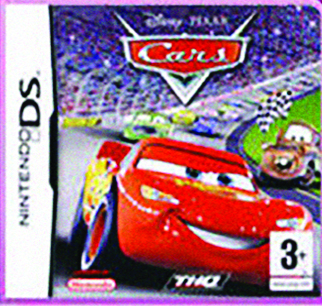 Disney PIXAR
Cars
NINTENDO DS
3+
Nintendo
THQ